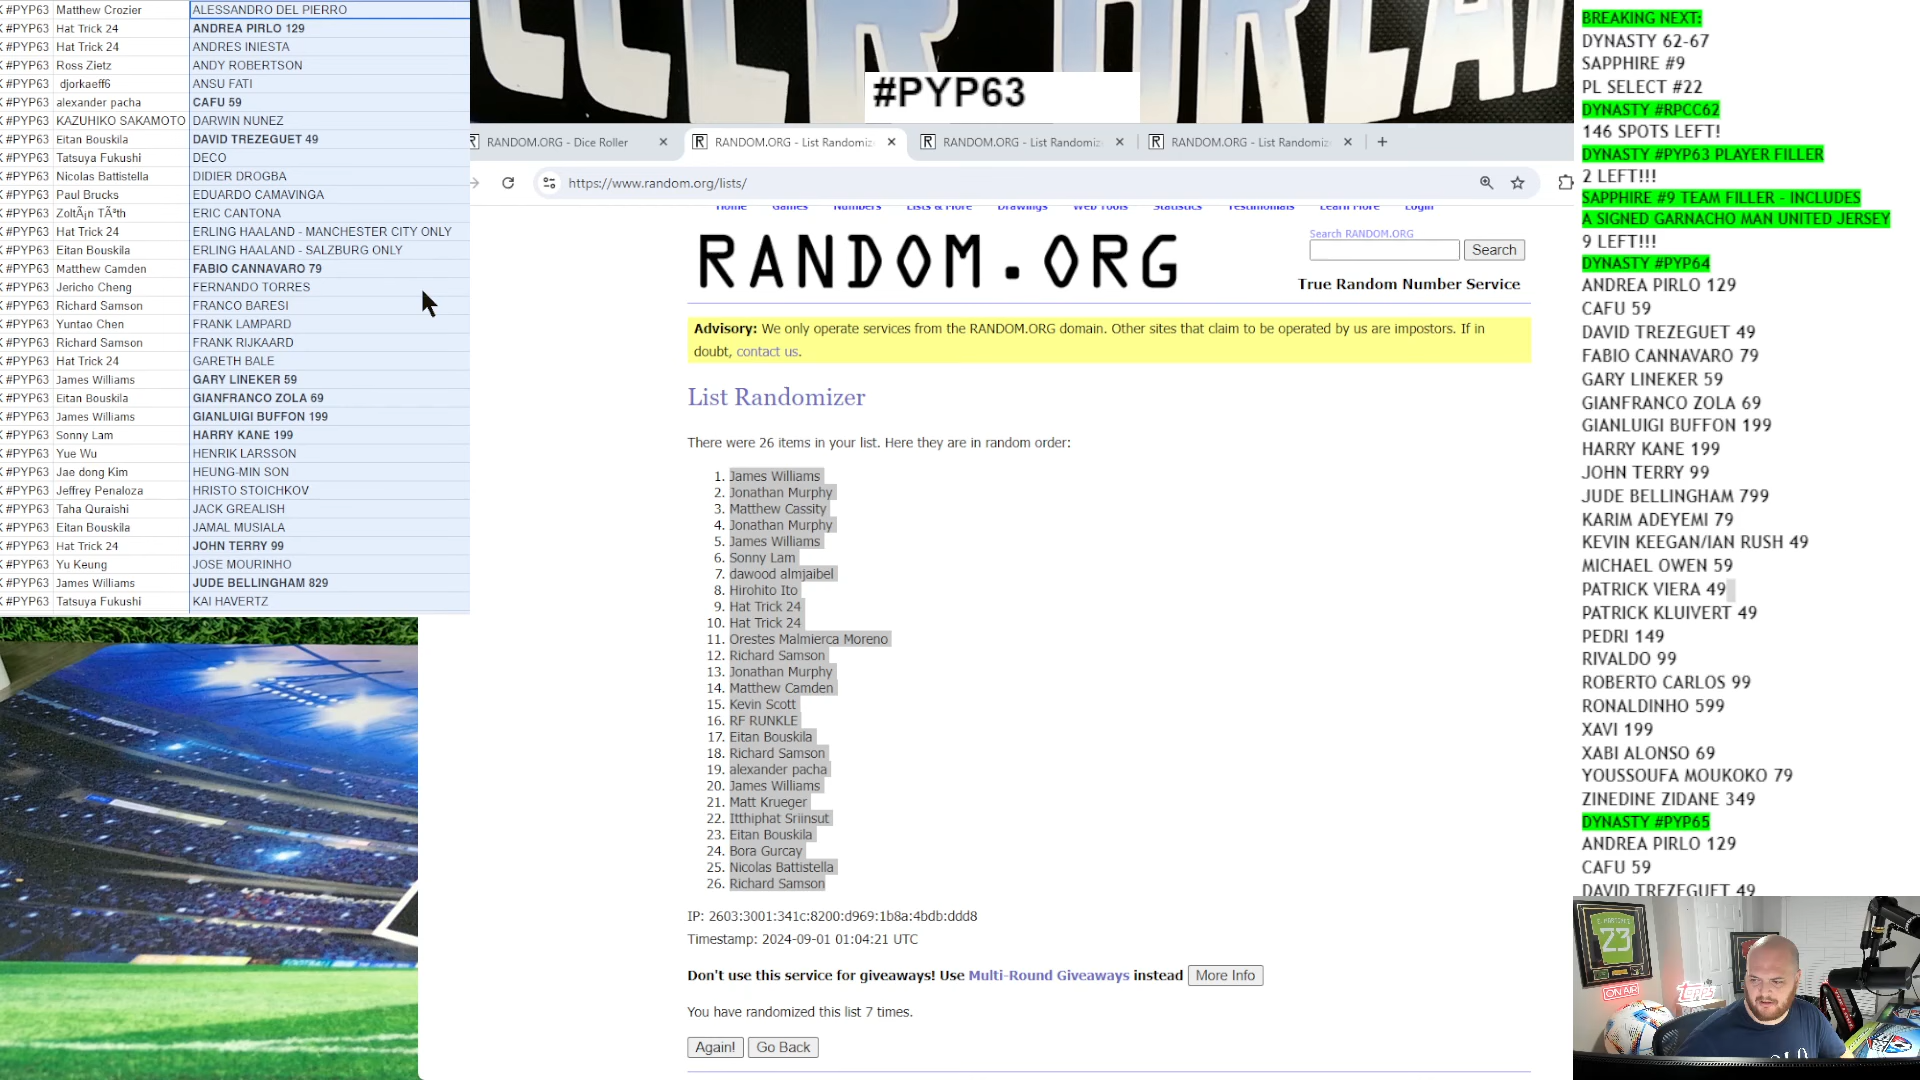 K #PYP63 Matthew Crozier ALESSANDRO DEL PIERRO
K #PYP63 Hat Trick 24 ANDREA PIRLO 129
K #PYP63 Hat Trick 24 ANDRES INIESTA
K #PYP63 Ross Zietz ANDY ROBERTSON
K #PYP63 djorkaeff6 ANSU FATI
K #PYP63 alexander pacha CAFU 59
K #PYP63 KAZUHIKO SAKAMOTO DARWIN NUNEZ
K #PYP63 Eitan Bouskila DAVID TREZEGUET 49
K #PYP63 Tatsuya Fukushi DECO
K #PYP63 Nicolas Battistella DIDIER DROGBA
K #PYP63 Paul Brucks EDUARDO CAMAVINGA
K #PYP63 ZoltÃ¡n TÃ³th ERIC CANTONA
K #PYP63 Hat Trick 24 ERLING HAALAND - MANCHESTER CITY ONLY
K #PYP63 Eitan Bouskila ERLING HAALAND - SALZBURG ONLY
K #PYP63 Matthew Camden FABIO CANNAVARO 79
K #PYP63 Jericho Cheng FERNANDO TORRES
K #PYP63 Richard Samson FRANCO BARESI
K #PYP63 Yuntao Chen FRANK LAMPARD
K #PYP63 Richard Samson FRANK RIJKAARD
K #PYP63 Hat Trick 24 GARETH BALE
K #PYP63 James Williams GARY LINEKER 59
K #PYP63 Eitan Bouskila GIANFRANCO ZOLA 69
K #PYP63 James Williams GIANLUIGI BUFFON 199
K #PYP63 Sonny Lam HARRY KANE 199
K #PYP63 Yue Wu HENRIK LARSSON
K #PYP63 Jae dong Kim HEUNG-MIN SON
K #PYP63 Jeffrey Penaloza HRISTO STOICHKOV
K #PYP63 Taha Quraishi JACK GREALISH
K #PYP63 Eitan Bouskila JAMAL MUSIALA
K #PYP63 Hat Trick 24 JOHN TERRY 99
K #PYP63 Yu Keung JOSE MOURINHO
K #PYP63 James Williams JUDE BELLINGHAM 829
K #PYP63 Tatsuya Fukushi KAI HAVERTZ
#PYP63
RANDOM.ORG - Dice Roller
RANDOM.ORG - List Randomiz
RANDOM.ORG - List Randomiz
RANDOM.ORG - List Randomiz
https://www.random.org/lists/
Home Games Numbers Lists & More Drawings Web Tools Statistics Testimonials Learn More Login
RANDOM.ORG
Search RANDOM.ORG
Search
True Random Number Service
Advisory: We only operate services from the RANDOM.ORG domain. Other sites that claim to be operated by us are impostors. If in
doubt, contact us.
List Randomizer
There were 26 items in your list. Here they are in random order:
1. James Williams
2. Jonathan Murphy
3. Matthew Cassity
4. Jonathan Murphy
5. James Williams
6. Sonny Lam
7. dawood almjaibel
8. Hirohito Ito
9. Hat Trick 24
10. Hat Trick 24
11. Orestes Malmierca Moreno
12. Richard Samson
13. Jonathan Murphy
14. Matthew Camden
15. Kevin Scott
16. RF RUNKLE
17. Eitan Bouskila
18. Richard Samson
19. alexander pacha
20. James Williams
21. Matt Krueger
22. Itthiphat Sriinsut
23. Eitan Bouskila
24. Bora Gurcay
25. Nicolas Battistella
26. Richard Samson
IP: 2603:3001:341c:8200:d969:1b8a:4bdb:ddd8
Timestamp: 2024-09-01 01:04:21 UTC
Don't use this service for giveaways! Use Multi-Round Giveaways instead More Info
You have randomized this list 7 times.
Again! Go Back
BREAKING NEXT:
DYNASTY 62-67
SAPPHIRE #9
PL SELECT #22
DYNASTY #RPCC62
146 SPOTS LEFT!
DYNASTY #PYP63 PLAYER FILLER
2 LEFT!!!
SAPPHIRE #9 TEAM FILLER - INCLUDES
A SIGNED GARNACHO MAN UNITED JERSEY
9 LEFT!!!
DYNASTY #PYP64
ANDREA PIRLO 129
CAFU 59
DAVID TREZEGUET 49
FABIO CANNAVARO 79
GARY LINEKER 59
GIANFRANCO ZOLA 69
GIANLUIGI BUFFON 199
HARRY KANE 199
JOHN TERRY 99
JUDE BELLINGHAM 799
KARIM ADEYEMI 79
KEVIN KEEGAN/IAN RUSH 49
MICHAEL OWEN 59
PATRICK VIERA 49
PATRICK KLUIVERT 49
PEDRI 149
RIVALDO 99
ROBERTO CARLOS 99
RONALDINHO 599
XAVI 199
XABI ALONSO 69
YOUSSOUFA MOUKOKO 79
ZINEDINE ZIDANE 349
DYNASTY #PYP65
ANDREA PIRLO 129
CAFU 59
DAVID TREZEGUET 49
23
ON AIR
Topps